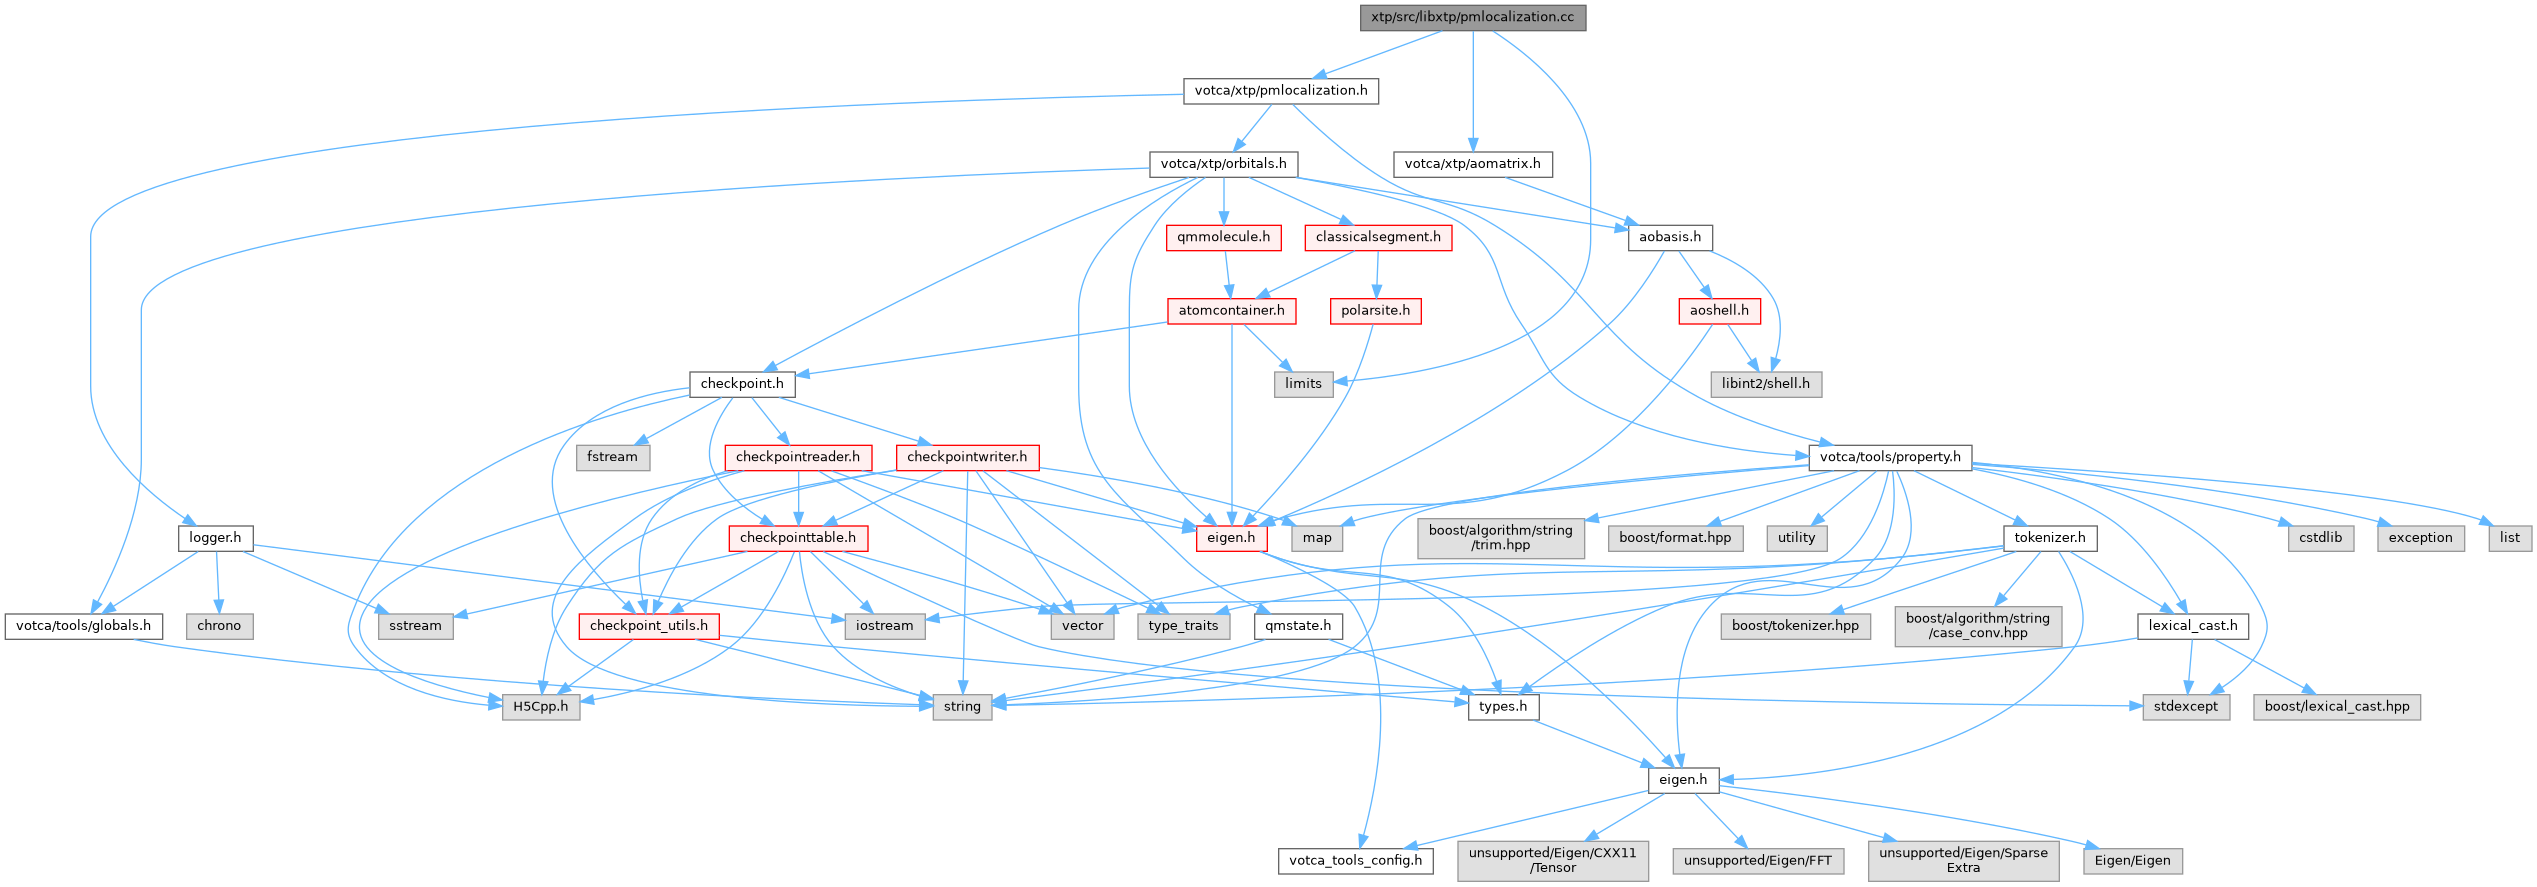 xtp/src/libxtp/pmlocalization.cc
votca/xtp/pmlocalization.h
votca/xtp/orbitals.h
votca/xtp/aomatrix.h
qmmolecule.h
classicalsegment.h
aobasis.h
atomcontainer.h
polarsite.h
aoshell.h
checkpoint.h
limits
libint2/shell.h
fstream
checkpointreader.h
checkpointwriter.h
votca/tools/property.h
logger.h
checkpointtable.h
eigen.h
map
boost/algorithm/string
/trim.hpp
boost/format.hpp
utility
tokenizer.h
cstdlib
exception
list
votca/tools/globals.h
chrono
sstream
checkpoint_utils.h
iostream
vector
type_traits
qmstate.h
boost/tokenizer.hpp
boost/algorithm/string
/case_conv.hpp
lexical_cast.h
H5Cpp.h
string
types.h
stdexcept
boost/lexical_cast.hpp
eigen.h
votca_tools_config.h
unsupported/Eigen/CXX11
/Tensor
unsupported/Eigen/FFT
unsupported/Eigen/Sparse
Extra
Eigen/Eigen